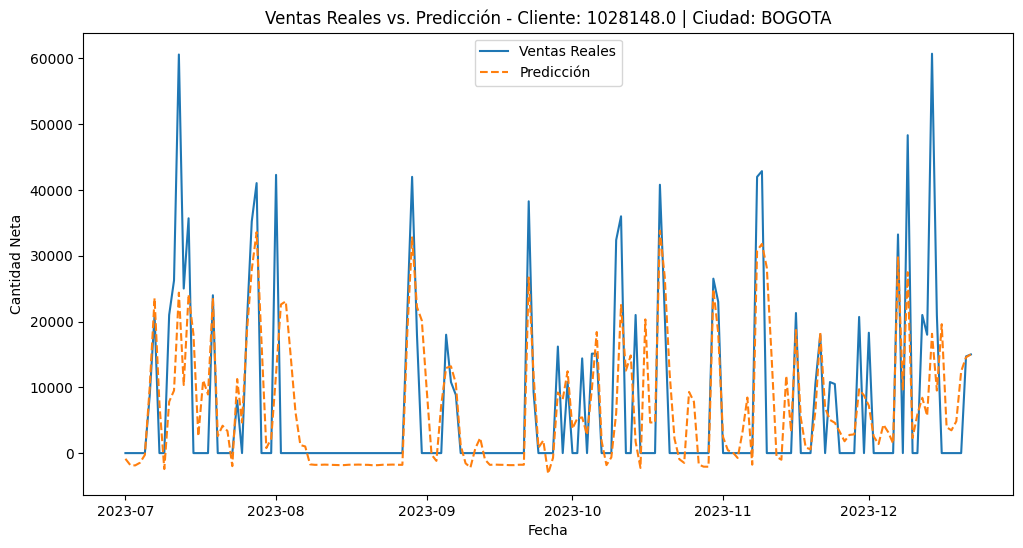 Ventas Reales vs. Predicción - Cliente: 1028148.0 | Ciudad: BOGOTA
Ventas Reales
Predicción
Cantidad Neta
60000
50000
40000
30000
20000
10000
0
2023-07
2023-08
2023-09
2023-10
2023-11
2023-12
Fecha